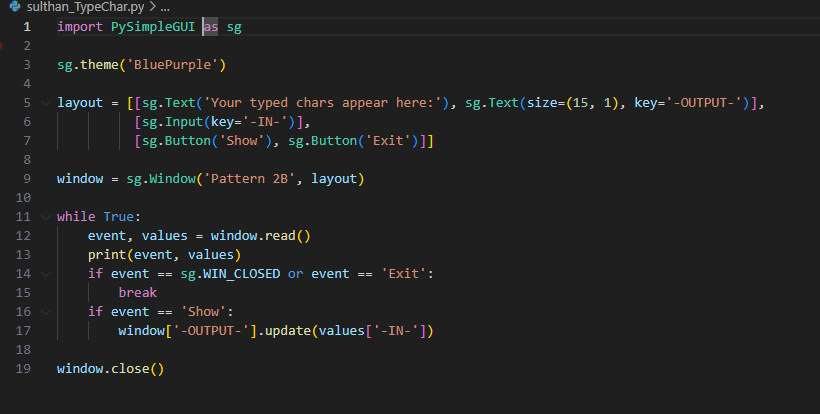 sulthan_TypeChar.py > ...
1 import PySimpleGUI as sg
2
3 sg.theme('BluePurple')
4
5 layout = [[sg.Text('Your typed chars appear here:'), sg.Text(size=(15, 1), key='-OUTPUT-')],
6           [sg.Input(key='-IN-')],
7           [sg.Button('Show'), sg.Button('Exit')]]
8
9 window = sg.Window('Pattern 2B', layout)
10
11 while True:
12     event, values = window.read()
13     print(event, values)
14     if event == sg.WIN_CLOSED or event == 'Exit':
15         break
16     if event == 'Show':
17         window['-OUTPUT-'].update(values['-IN-'])
18
19 window.close()